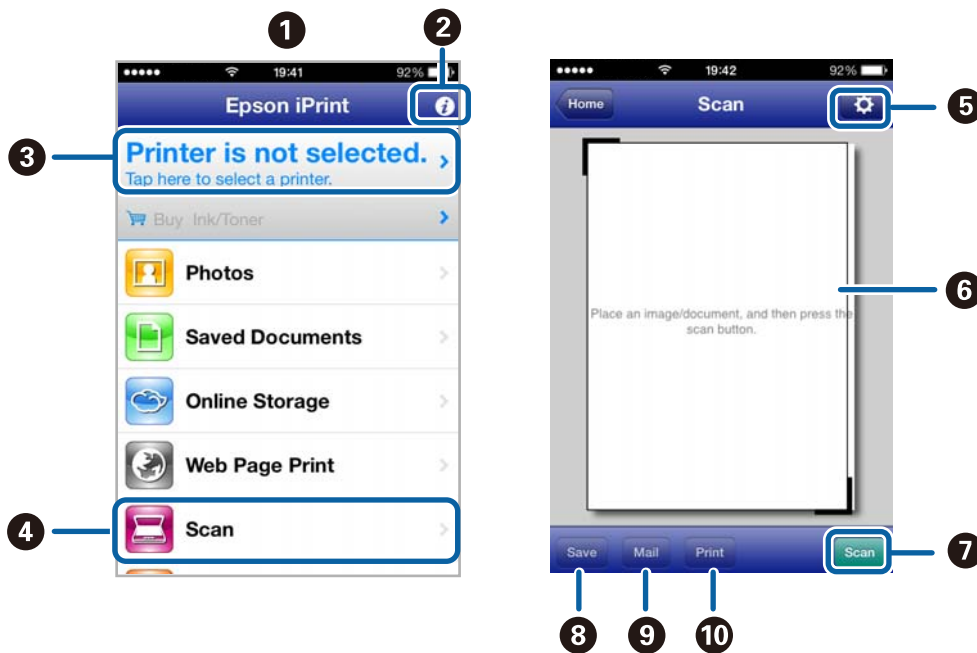 1
2
19:41
92%
Epson iPrint
i
3
Printer is not selected.
Tap here to select a printer.
Buy Ink/Toner
Photos
Saved Documents
Online Storage
Web Page Print
4
Scan
19:42
92%
Home
Scan
5
6
Place an image/document, and then press the
scan button.
Save
Mail
Print
Scan
7
8
9
10